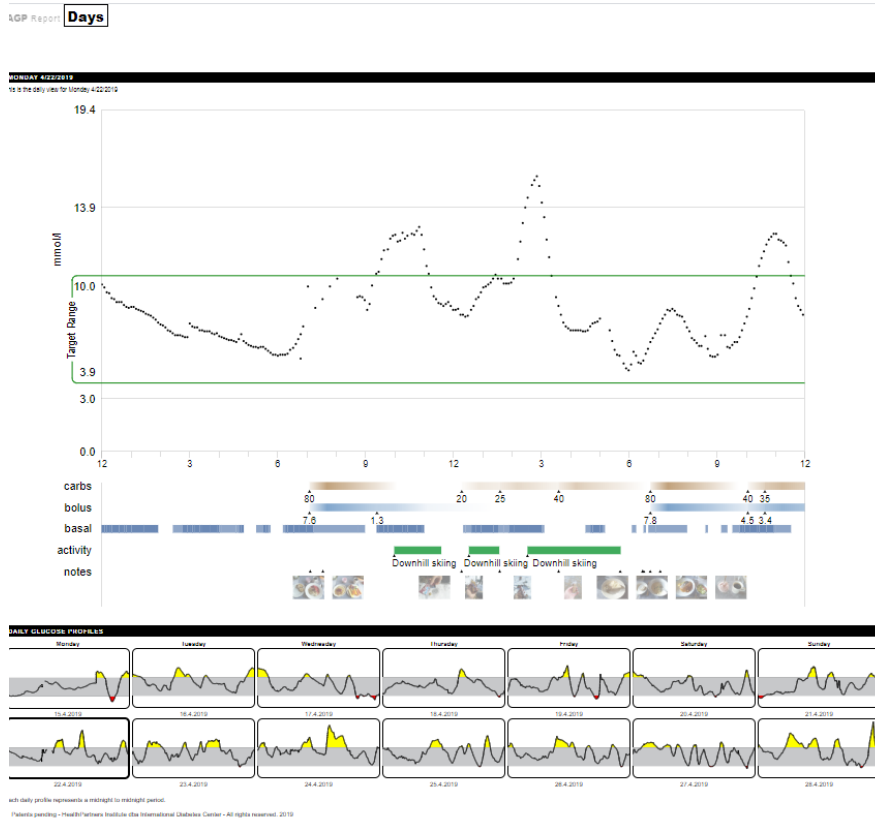 AGP Report Days
MONDAY 4/22/2019
his is the daily view for Monday 4/22/2019
19.4
13.9
mmol/l
10.0
Target Range
3.9
3.0
0.0
12 3 6 9 12 3 6 9 12
carbs
80 20 25 40 80 40 35
bolus
7.6 1.3 7.8 4.5 3.4
basal
activity
Downhill skiing Downhill skiing Downhill skiing
notes
DAILY GLUCOSE PROFILES
Monday Tuesday Wednesday Thursday Friday Saturday Sunday
15.4.2019 16.4.2019 17.4.2019 18.4.2019 19.4.2019 20.4.2019 21.4.2019
22.4.2019 23.4.2019 24.4.2019 25.4.2019 26.4.2019 27.4.2019 28.4.2019
ach daily profile represents a midnight to midnight period.
Patents pending - HealthPartners Institute dba International Diabetes Center - All rights reserved. 2019